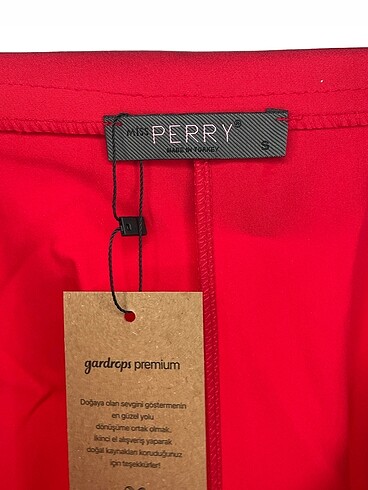 MISS PERRY®
MADE IN TURKEY
S
gardrops premium
Doğaya olan sevgini göstermenin
en güzel yolu
dönüşüme ortak olmak.
İkinci el alışveriş yaparak
doğal kaynakları koruduğunuz
için teşekkürler!